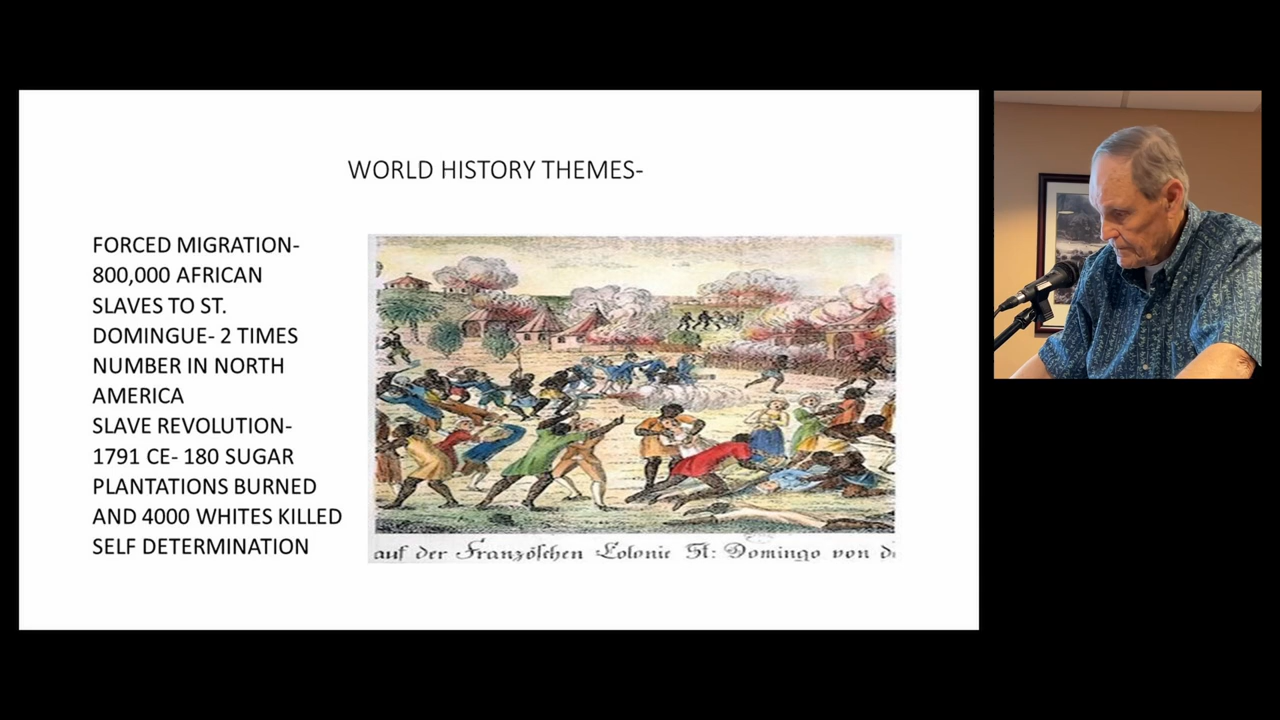 WORLD HISTORY THEMES-
FORCED MIGRATION-
800,000 AFRICAN
SLAVES TO ST.
DOMINGUE- 2 TIMES
NUMBER IN NORTH
AMERICA
SLAVE REVOLUTION-
1791 CE- 180 SUGAR
PLANTATIONS BURNED
AND 4000 WHITES KILLED
SELF DETERMINATION
auf der Französchen Colonie St: Domingo von